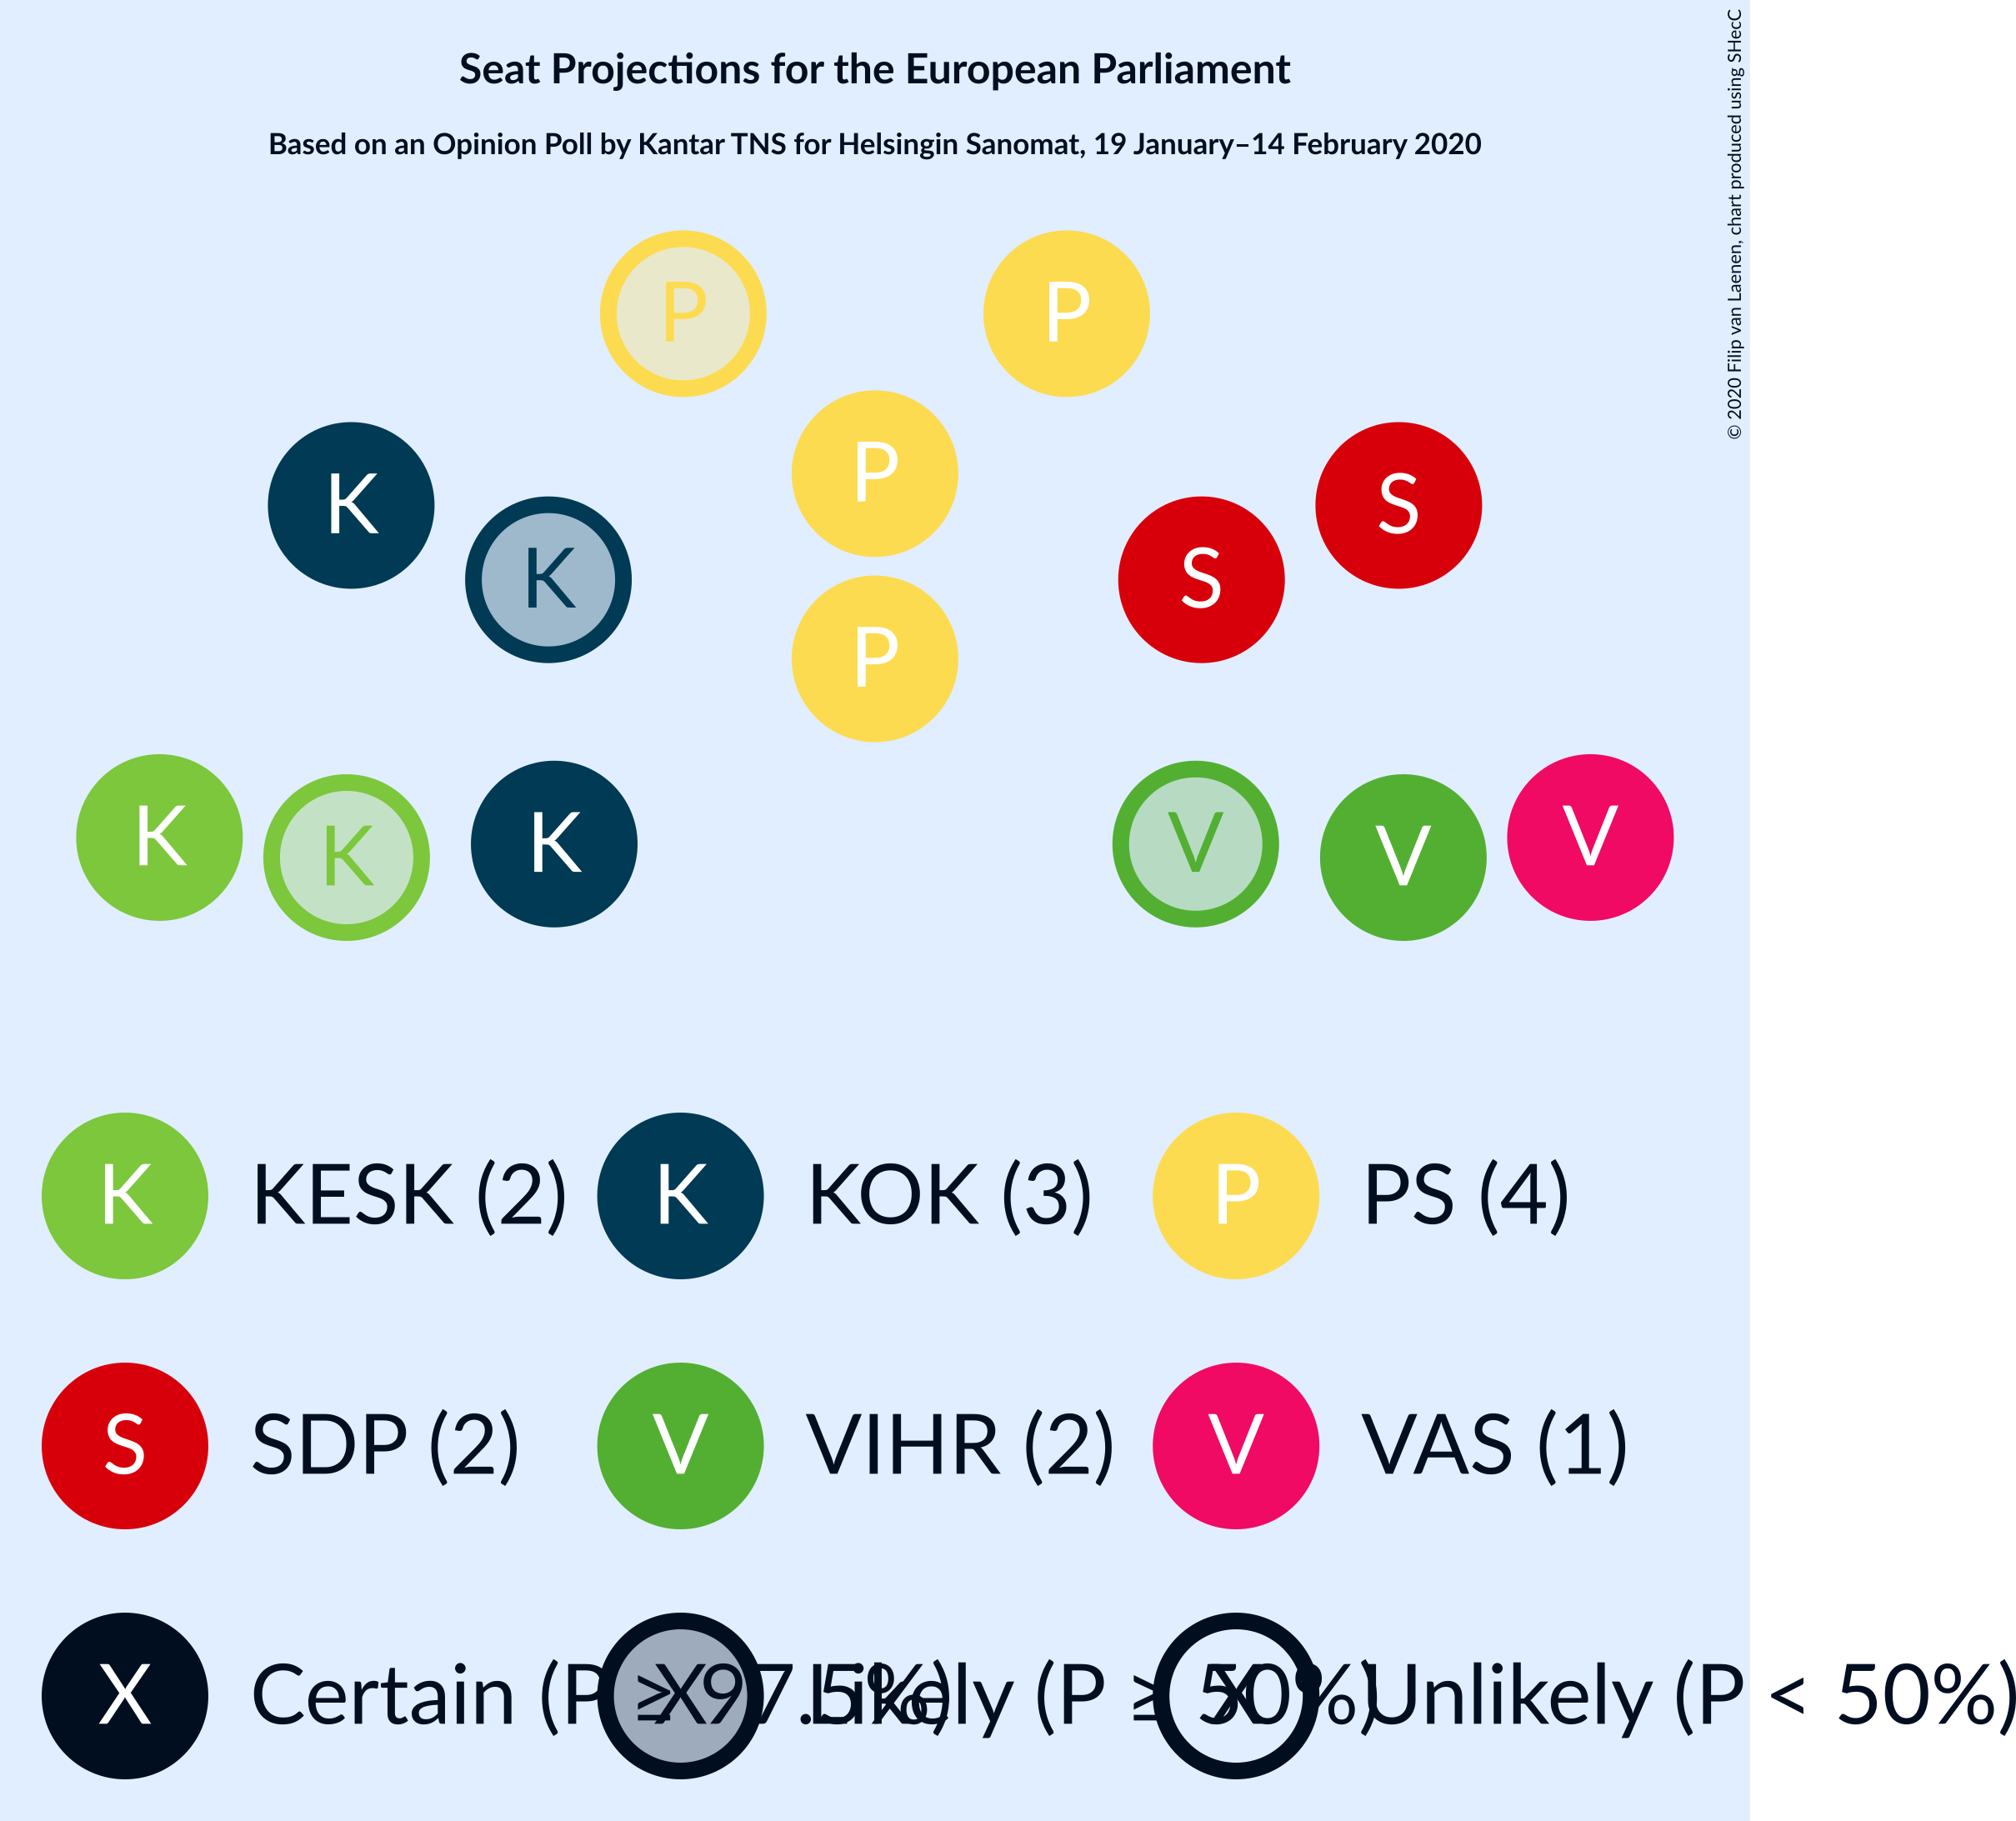 Seat Projections for the European Parliament
Based on an Opinion Poll by Kantar TNS for Helsingin Sanomat, 19 January–14 February 2020
© 2020 Filip van Laenen, chart produced using SHecC
P P
P
K S
K S
P
K V
K V
K V
K KESK (2) K KOK (3) P PS (4)
S SDP (2) V VIHR (2) V VAS (1)
X Certain (P ≥ 97.5%) X Likely (P ≥ 50%) X Unlikely (P < 50%)